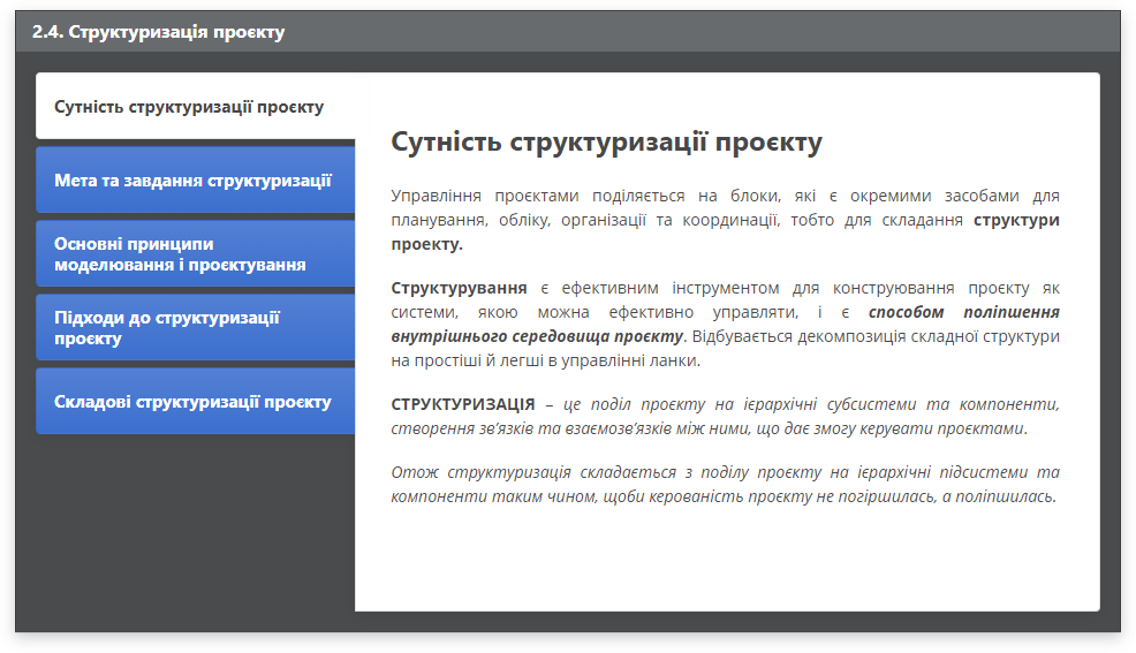 2.4. Структуризація проєкту
Сутність структуризації проєкту
Мета та завдання структуризації
Основні принципи
моделювання і проєктування
Підходи до структуризації
проєкту
Складові структуризації проєкту
Сутність структуризації проєкту
Управління проєктами поділяється на блоки, які є окремими засобами для
планування, обліку, організації та координації, тобто для складання структури
проекту.
Структурування є ефективним інструментом для конструювання проєкту як
системи, якою можна ефективно управляти, і є способом поліпшення
внутрішнього середовища проєкту. Відбувається декомпозиція складної структури
на простіші й легші в управлінні ланки.
СТРУКТУРИЗАЦІЯ – це поділ проєкту на ієрархічні субсистеми та компоненти,
створення зв’язків та взаємозв’язків між ними, що дає змогу керувати проєктами.
Отож структуризація складається з поділу проєкту на ієрархічні підсистеми та
компоненти таким чином, щоби керованість проєкту не погіршилась, а поліпшилась.